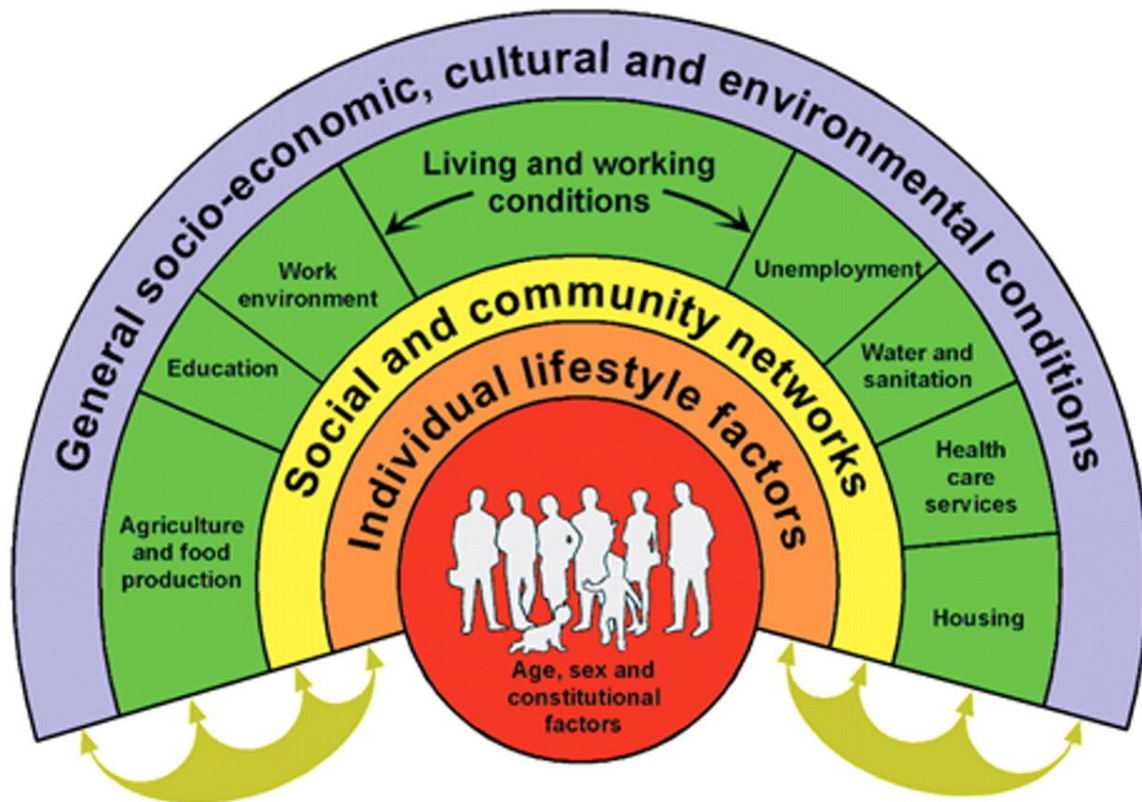 General socio-economic, cultural and environmental conditions
Living and working
conditions
Agriculture
and food
production
Education
Work
environment
Unemployment
Water and
sanitation
Health
care
services
Housing
Social and community networks
Individual lifestyle factors
Age, sex and
constitutional
factors